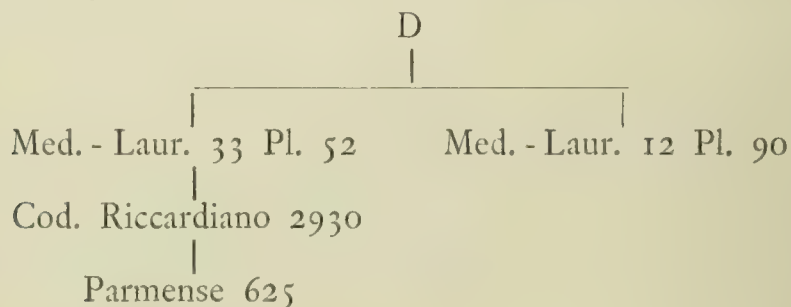 D
Med. - Laur. 33 Pl. 52 Med. - Laur. 12 Pl. 90
Cod. Riccardiano 2930
Parmense 625